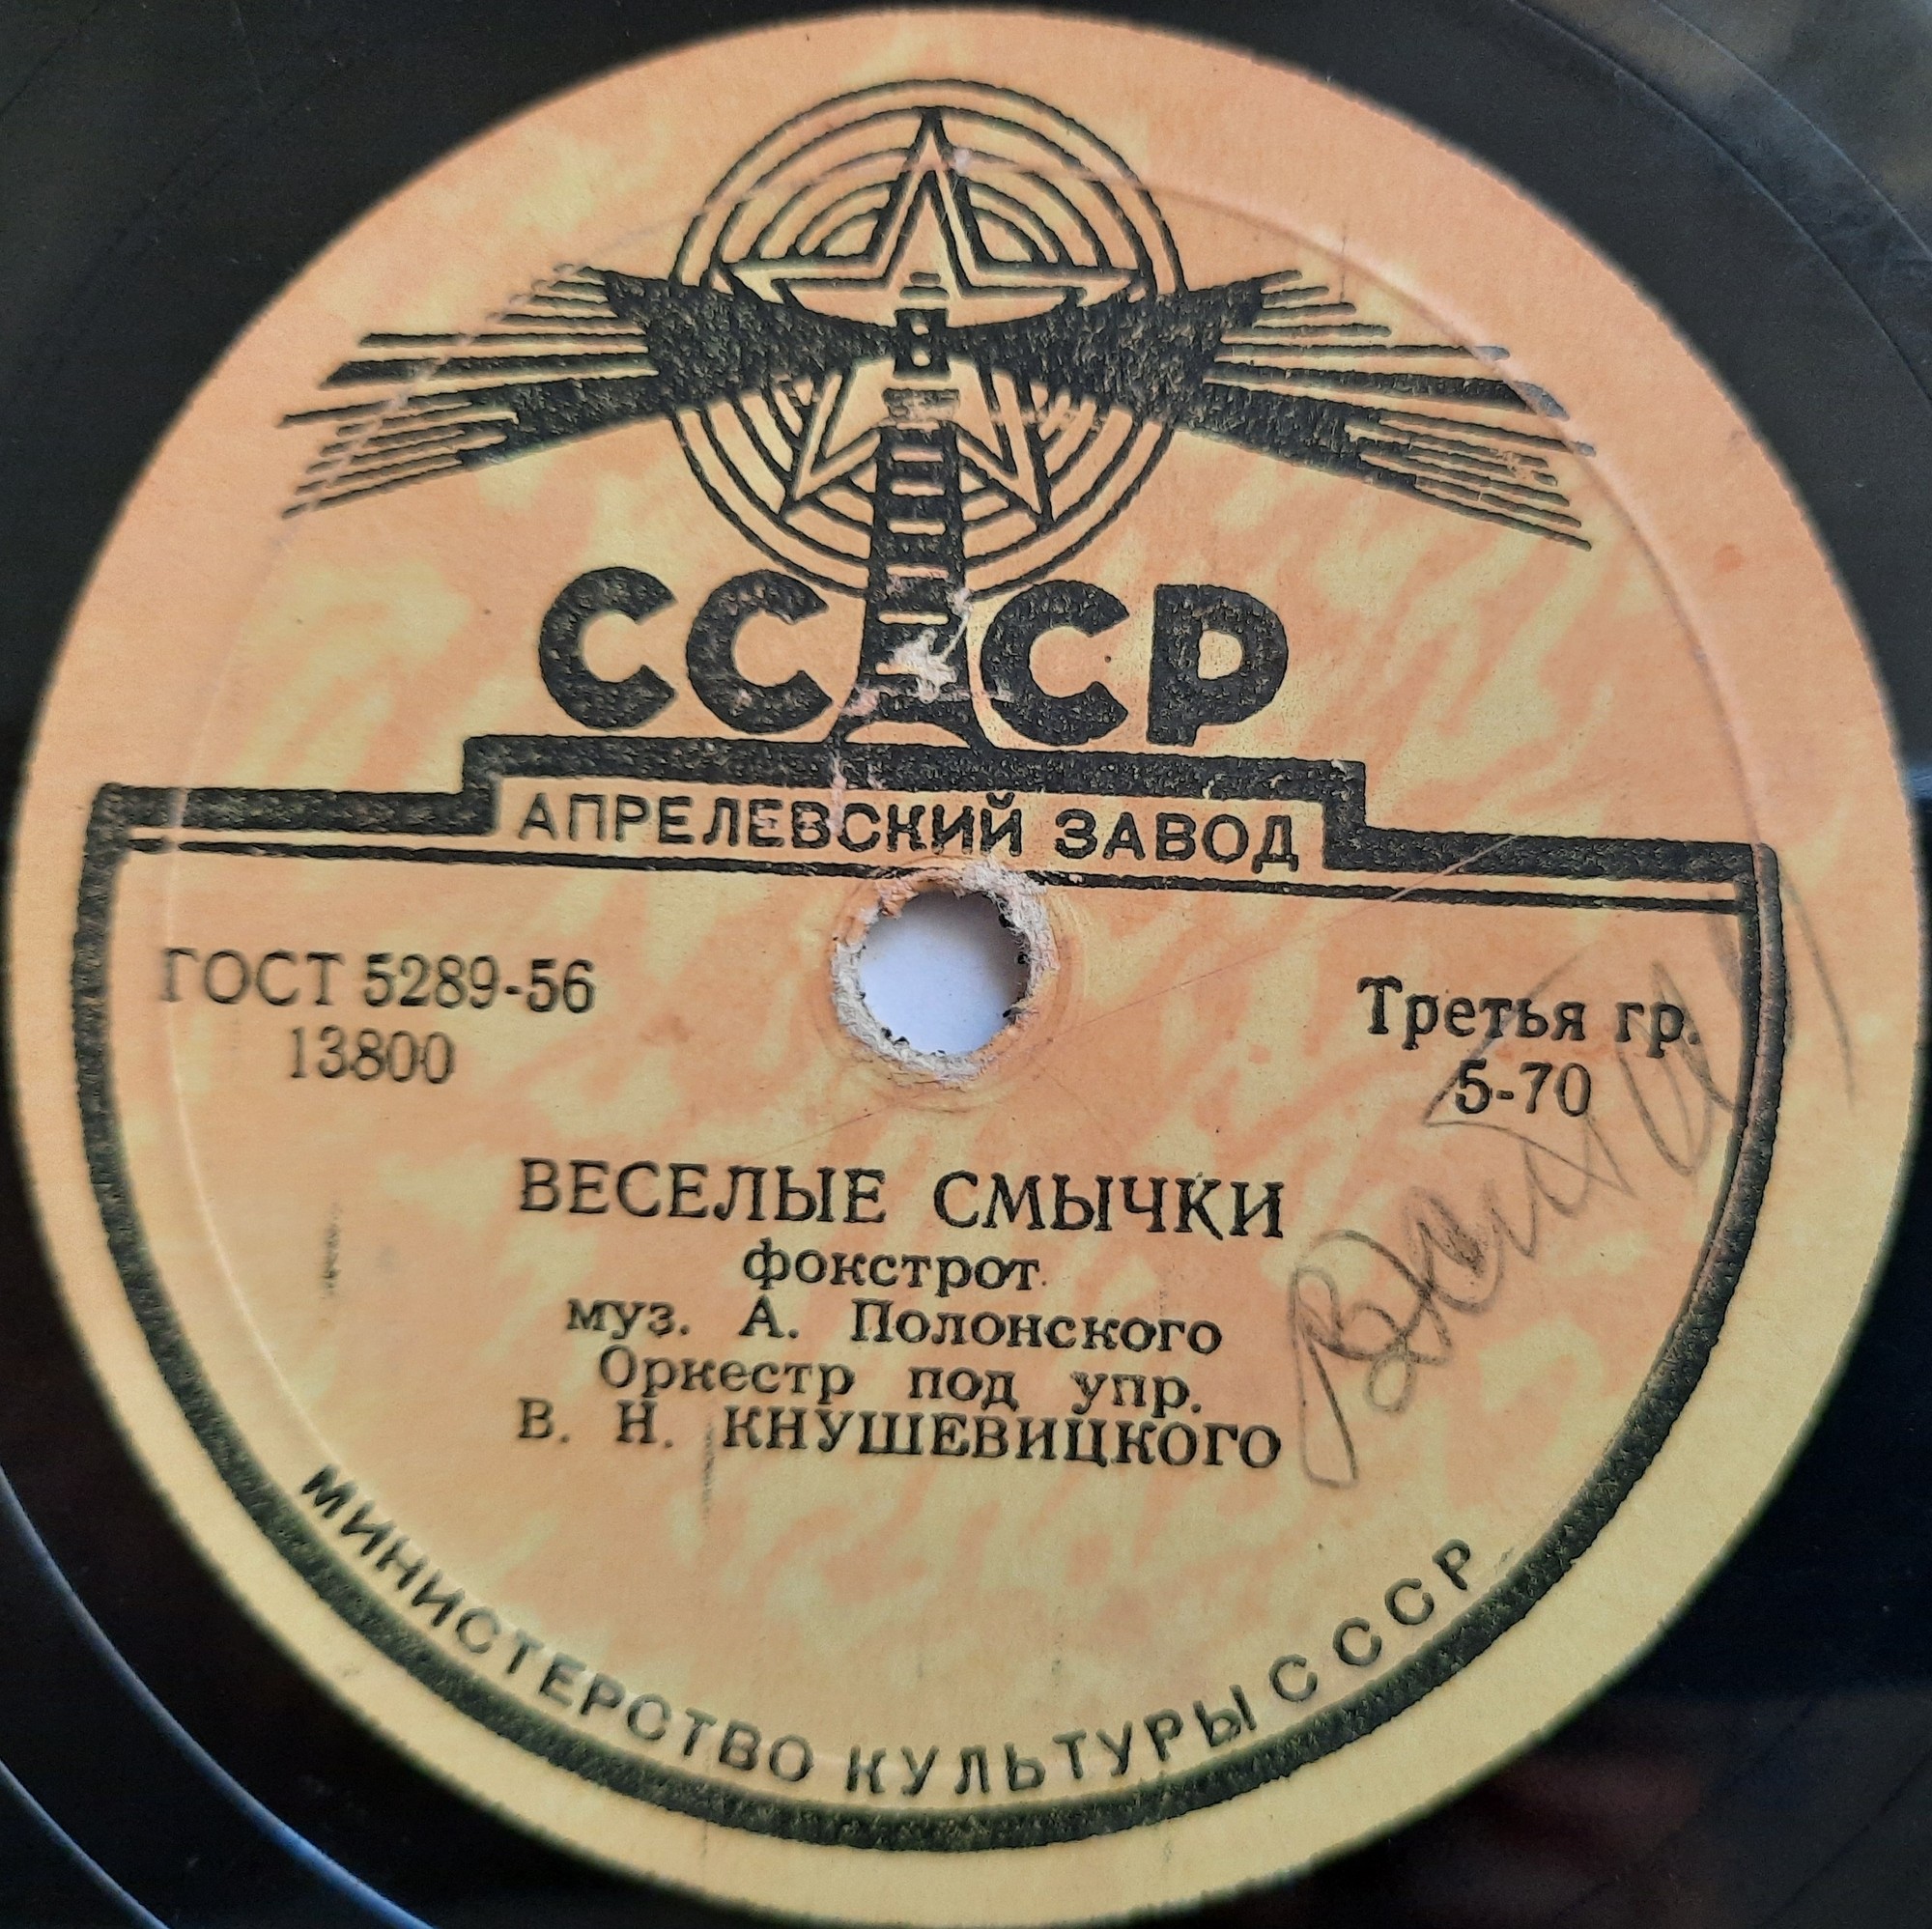 СССР
АПРЕЛЕВСКИЙ ЗАВОД
ГОСТ 5289-56
13800
Третья гр.
5-70
ВЕСЕЛЫЕ СМЫЧКИ
фокстрот
муз. А. Полонского
Оркестр под упр.
В. Н. КНУШЕВИЦКОГО
МИНИСТЕРСТВО КУЛЬТУРЫ СССР